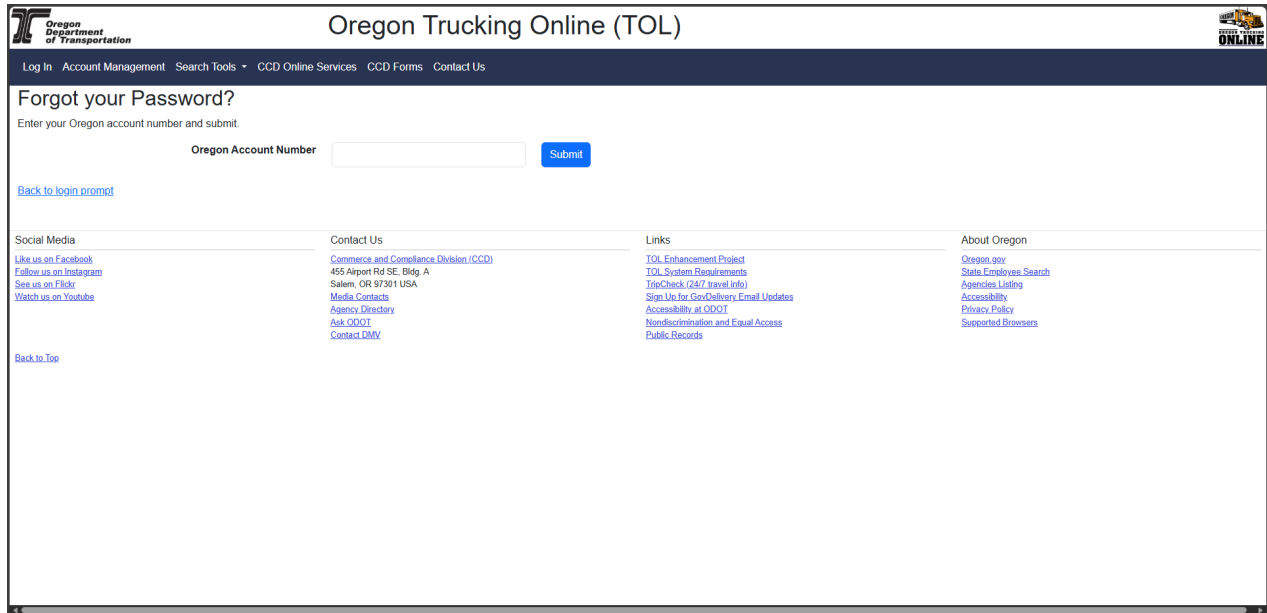 Oregon
Department
of Transportation
Oregon Trucking Online (TOL)
OREGON TRUCKING
ONLINE
Log In Account Management Search Tools CCD Online Services CCD Forms Contact Us
Forgot your Password?
Enter your Oregon account number and submit.
Oregon Account Number
Submit
Back to login prompt
Social Media
Like us on Facebook
Follow us on Instagram
See us on Flickr
Watch us on Youtube
Contact Us
Commerce and Compliance Division (CCD)
455 Airport Rd SE, Bldg. A
Salem, OR 97301 USA
Media Contacts
Agency Directory
Ask ODOT
Contact DMV
Links
TOL Enhancement Project
TOL System Requirements
TripCheck (24/7 travel info)
Sign Up for GovDelivery Email Updates
Accessibility at ODOT
Nondiscrimination and Equal Access
Public Records
About Oregon
Oregon.gov
State Employee Search
Agencies Listing
Accessibility
Privacy Policy
Supported Browsers
Back to Top